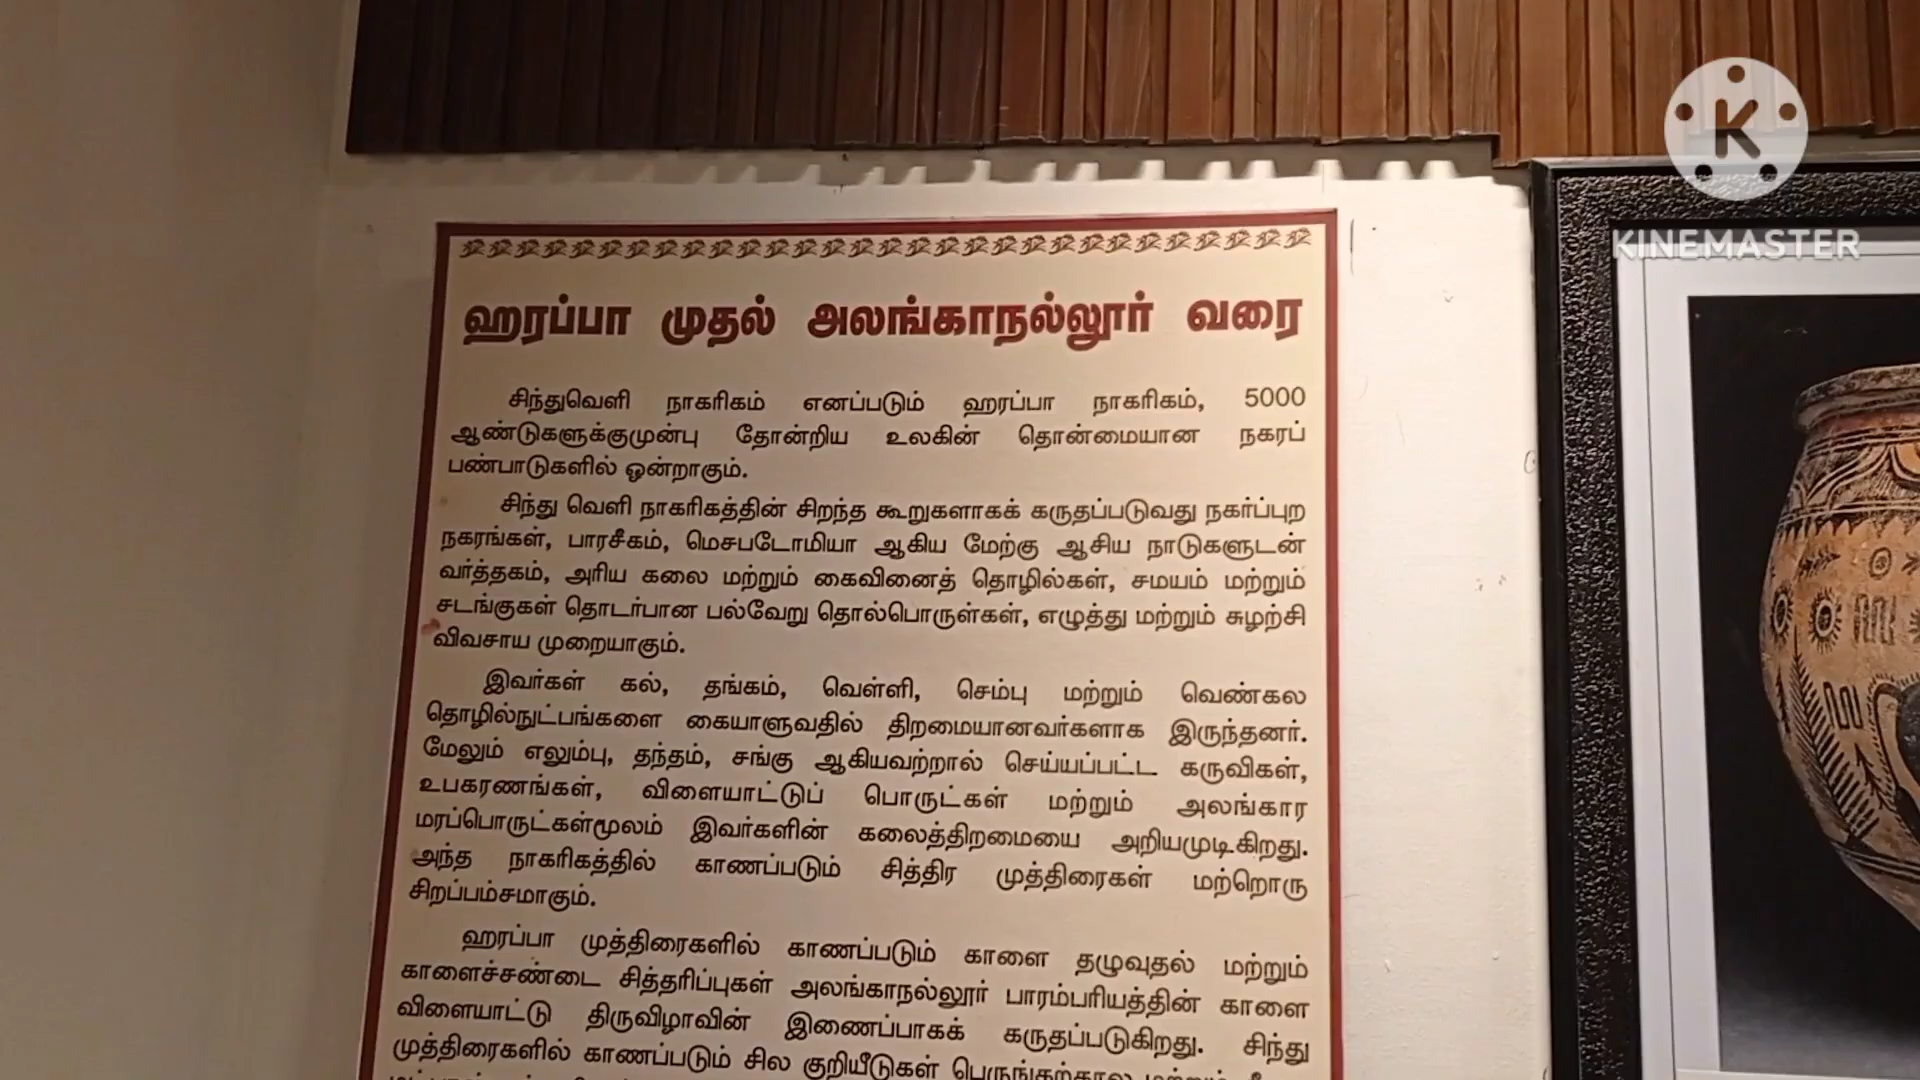 ஹரப்பா முதல் அலங்காநல்லூர் வரை
சிந்துவெளி நாகரிகம் எனப்படும் ஹரப்பா நாகரிகம், 5000
ஆண்டுகளுக்குமுன்பு தோன்றிய உலகின் தொன்மையான நகரப்
பண்பாடுகளில் ஒன்றாகும்.
சிந்து வெளி நாகரிகத்தின் சிறந்த கூறுகளாகக் கருதப்படுவது நகர்ப்புற
நகரங்கள், பாரசீகம், மெசபடோமியா ஆகிய மேற்கு ஆசிய நாடுகளுடன்
வர்த்தகம், அரிய கலை மற்றும் கைவினைத் தொழில்கள், சமயம் மற்றும்
சடங்குகள் தொடர்பான பல்வேறு தொல்பொருள்கள், எழுத்து மற்றும் சுழற்சி
விவசாய முறையாகும்.
இவர்கள் கல், தங்கம், வெள்ளி, செம்பு மற்றும் வெண்கல
தொழில்நுட்பங்களை கையாளுவதில் திறமையானவர்களாக இருந்தனர்.
மேலும் எலும்பு, தந்தம், சங்கு ஆகியவற்றால் செய்யப்பட்ட கருவிகள்,
உபகரணங்கள், விளையாட்டுப் பொருட்கள் மற்றும் அலங்கார
மரப்பொருட்கள்மூலம் இவர்களின் கலைத்திறமையை அறியமுடிகிறது.
அந்த நாகரிகத்தில் காணப்படும் சித்திர முத்திரைகள் மற்றொரு
சிறப்பம்சமாகும்.
ஹரப்பா முத்திரைகளில் காணப்படும் காளை தழுவுதல் மற்றும்
காளைச்சண்டை சித்தரிப்புகள் அலங்காநல்லூர் பாரம்பரியத்தின் காளை
விளையாட்டு திருவிழாவின் இணைப்பாகக் கருதப்படுகிறது. சிந்து
முத்திரைகளில் காணப்படும் சில குறியீடுகள் பெருங்கற்கால மற்றும்
K
KINEMASTER